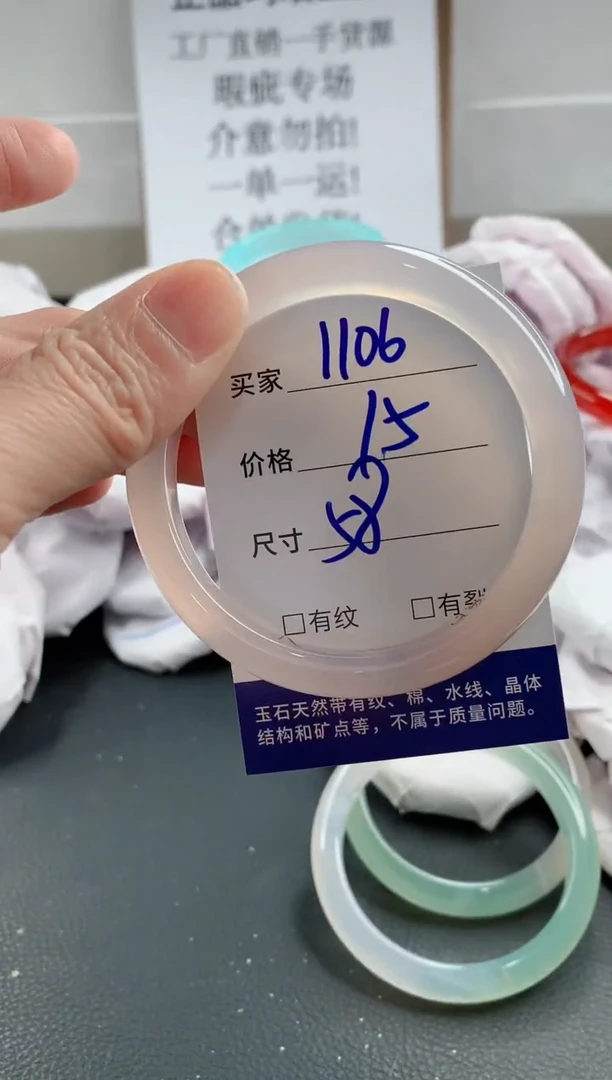 工厂直销一手货源
瑕疵专场
介意勿拍!
一单一运!
买家 1106
价格 15
尺寸 58
□有纹 □有裂
玉石天然带有纹、棉、水线、晶体
结构和矿点等，不属于质量问题。